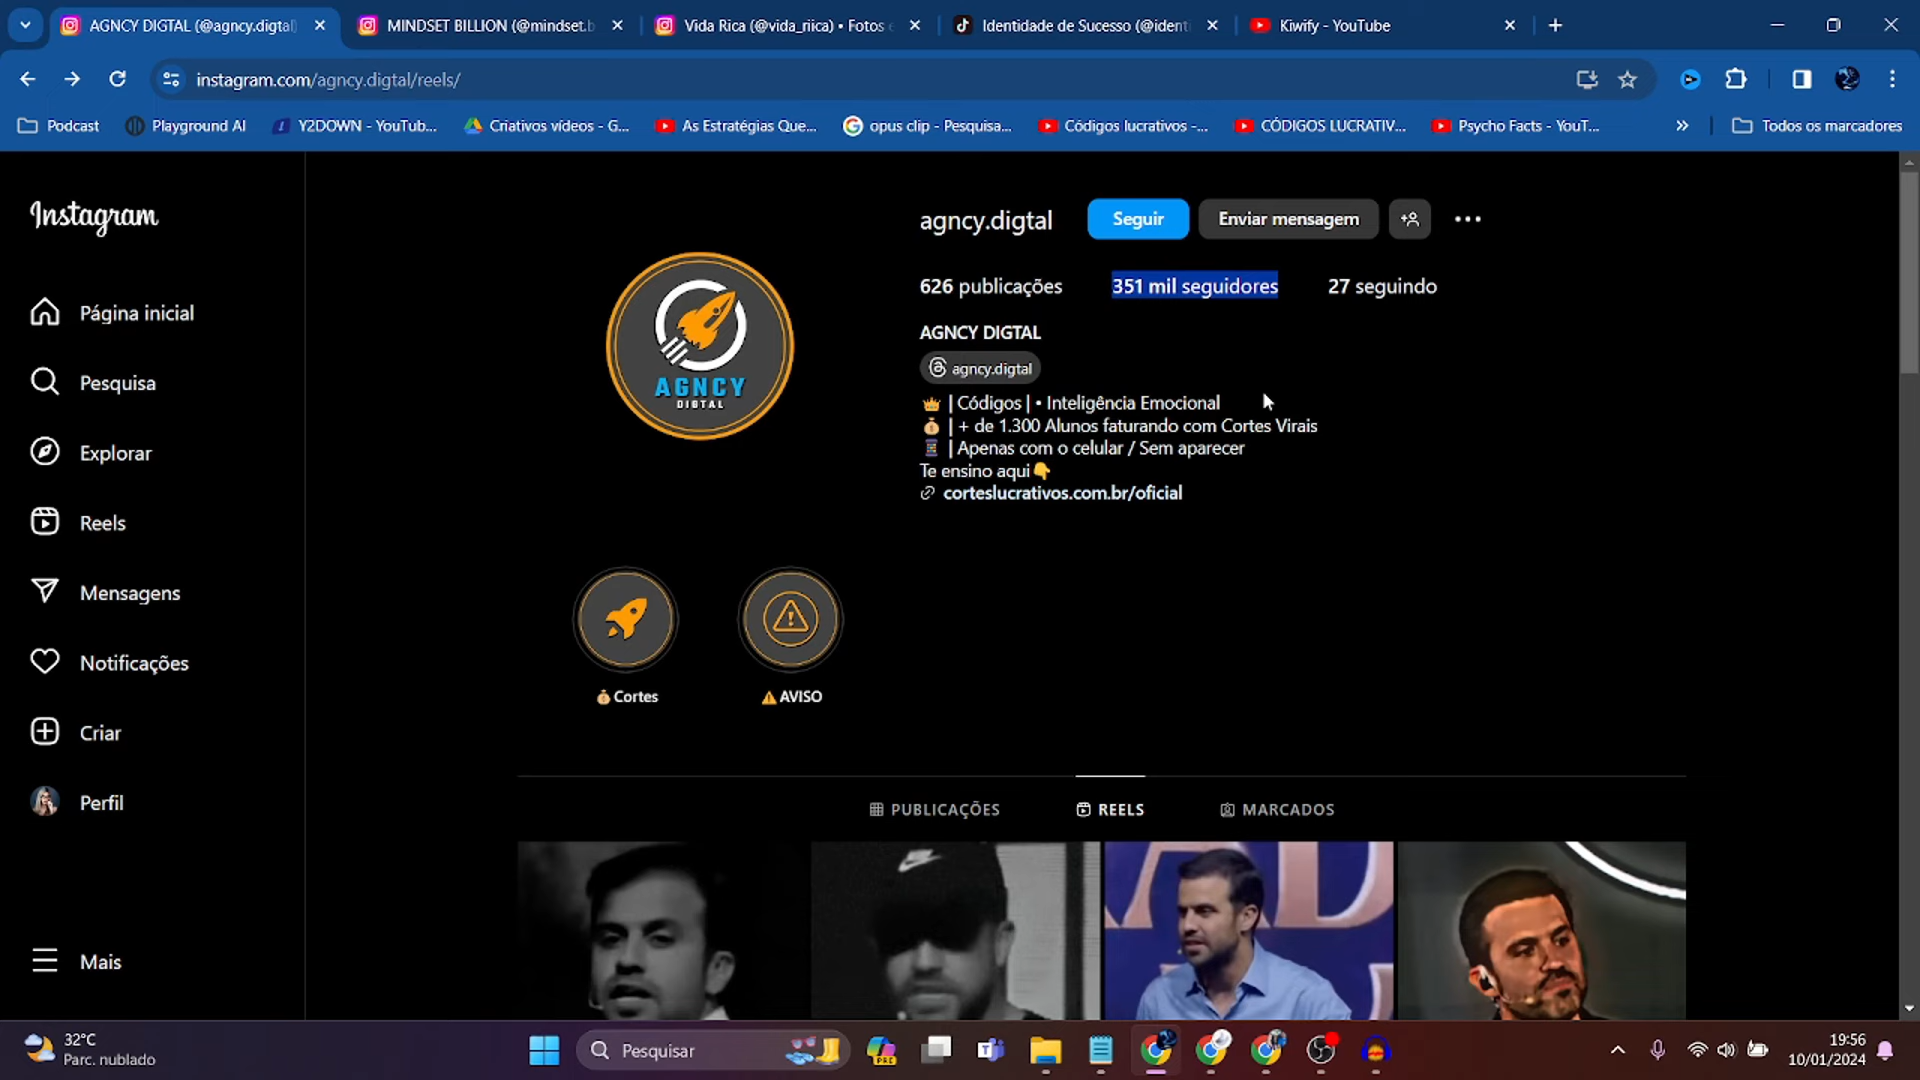 AGNCY DIGTAL (@agncy.digtal)
MINDSET BILLION (@mindset.b
Vida Rica (@vida_riica) • Fotos e
Identidade de Sucesso (@ident
Kiwify - YouTube
instagram.com/agncy.digtal/reels/
Podcast
Playground AI
Y2DOWN - YouTub...
Criativos vídeos - G...
As Estratégias Que...
opus clip - Pesquisa...
Códigos lucrativos -...
CÓDIGOS LUCRATIV...
Psycho Facts - YouT...
Todos os marcadores
Instagram
Página inicial
Pesquisa
Explorar
Reels
Mensagens
Notificações
Criar
Perfil
Mais
AGNCY
DIGTAL
agncy.digtal
Seguir
Enviar mensagem
626 publicações
351 mil seguidores
27 seguindo
AGNCY DIGTAL
agncy.digtal
👑 | Códigos | • Inteligência Emocional
💰 | + de 1.300 Alunos faturando com Cortes Virais
🧵 | Apenas com o celular / Sem aparecer
Te ensino aqui👇
corteslucrativos.com.br/oficial
💰Cortes
⚠️AVISO
PUBLICAÇÕES
REELS
MARCADOS
32°C
Parc. nublado
Pesquisar
PRE
19:56
10/01/2024